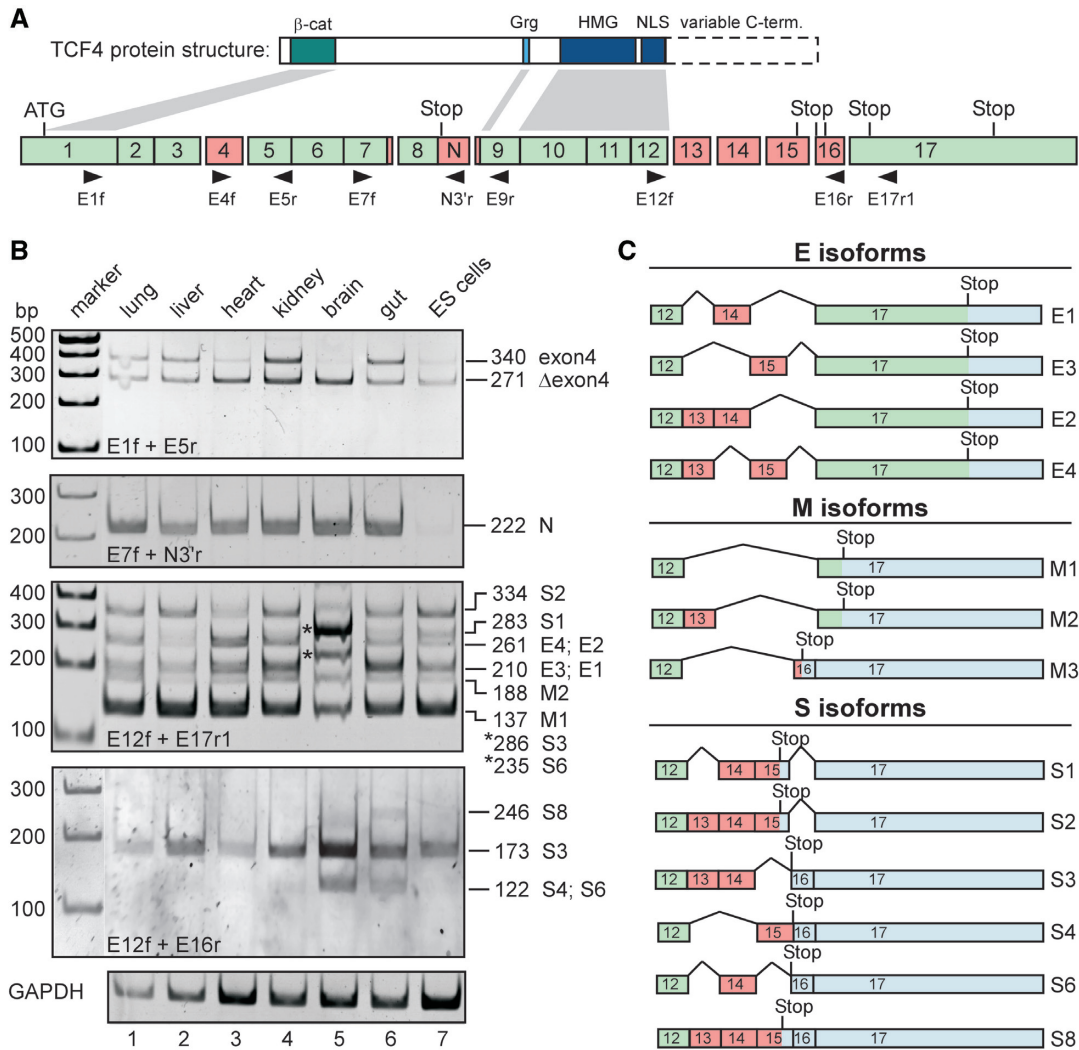 A
β-cat Grg HMG NLS variable C-term.
TCF4 protein structure:
ATG Stop Stop Stop Stop
1 2 3 4 5 6 7 8 N 9 10 11 12 13 14 15 16 17
E1f E4f E5r E7f N3'r E9r E12f E16r E17r1
B
bp marker lung liver heart kidney brain gut ES cells
500
400
300
200
100
340 exon4
271 Δexon4
E1f + E5r
300
200
222 N
E7f + N3'r
400
300
200
100
*
*
334 S2
283 S1
261 E4; E2
210 E3; E1
188 M2
137 M1
*286 S3
*235 S6
E12f + E17r1
300
200
100
246 S8
173 S3
122 S4; S6
E12f + E16r
GAPDH
1 2 3 4 5 6 7
C
E isoforms
Stop
12 14 17 E1
Stop
12 15 17 E3
Stop
12 13 14 17 E2
Stop
12 13 15 17 E4
M isoforms
Stop
12 17 M1
Stop
12 13 17 M2
Stop
12 16 17 M3
S isoforms
Stop
12 14 15 17 S1
Stop
12 13 14 15 17 S2
Stop
12 13 14 16 17 S3
Stop
12 15 16 17 S4
Stop
12 14 16 17 S6
Stop
12 13 14 15 16 17 S8